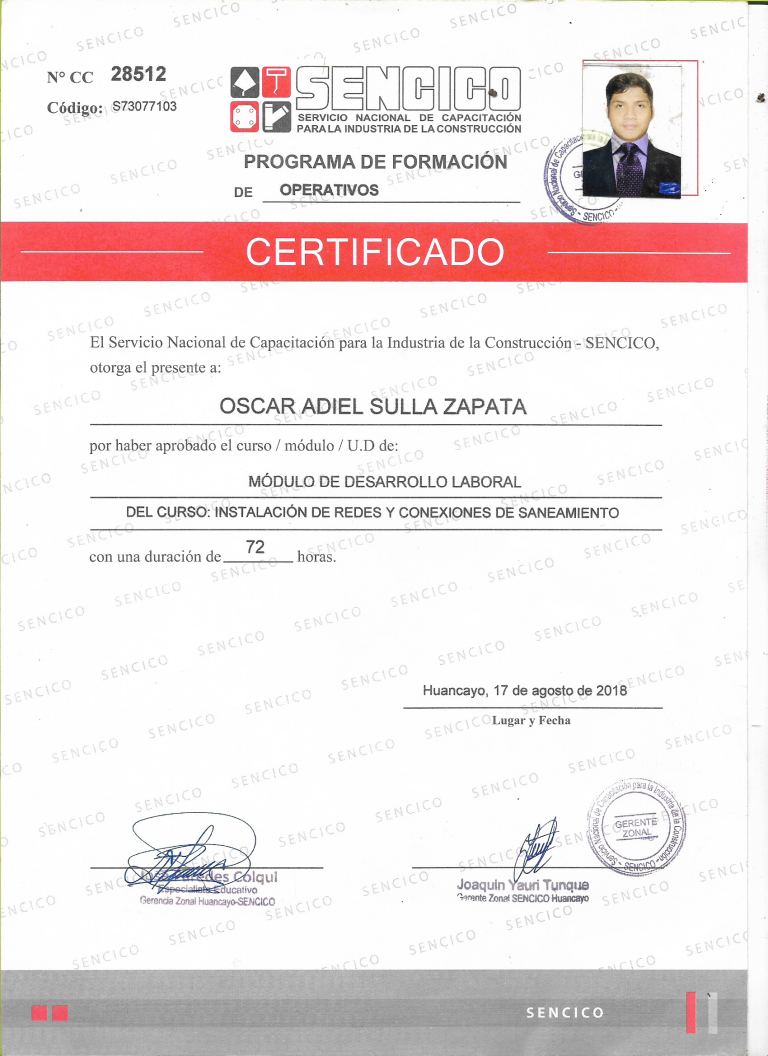 N° CC 28512
Código: S73077103
SENCICO
SERVICIO NACIONAL DE CAPACITACIÓN
PARA LA INDUSTRIA DE LA CONSTRUCCIÓN
PROGRAMA DE FORMACIÓN
DE OPERATIVOS
CERTIFICADO
El Servicio Nacional de Capacitación para la Industria de la Construcción - SENCICO,
otorga el presente a:
OSCAR ADIEL SULLA ZAPATA
por haber aprobado el curso / módulo / U.D de:
MÓDULO DE DESARROLLO LABORAL
DEL CURSO: INSTALACIÓN DE REDES Y CONEXIONES DE SANEAMIENTO
con una duración de 72 horas.
Huancayo, 17 de agosto de 2018
Lugar y Fecha
Servicio Nacional de Capacitación para la Industria de la Construcción
GERENTE
ZONAL
- SENCICO -
Colqui
Especialista Educativo
Gerencia Zonal Huancayo-SENCICO
Joaquin Yauri Tunque
Gerente Zonal SENCICO Huancayo
SENCICO